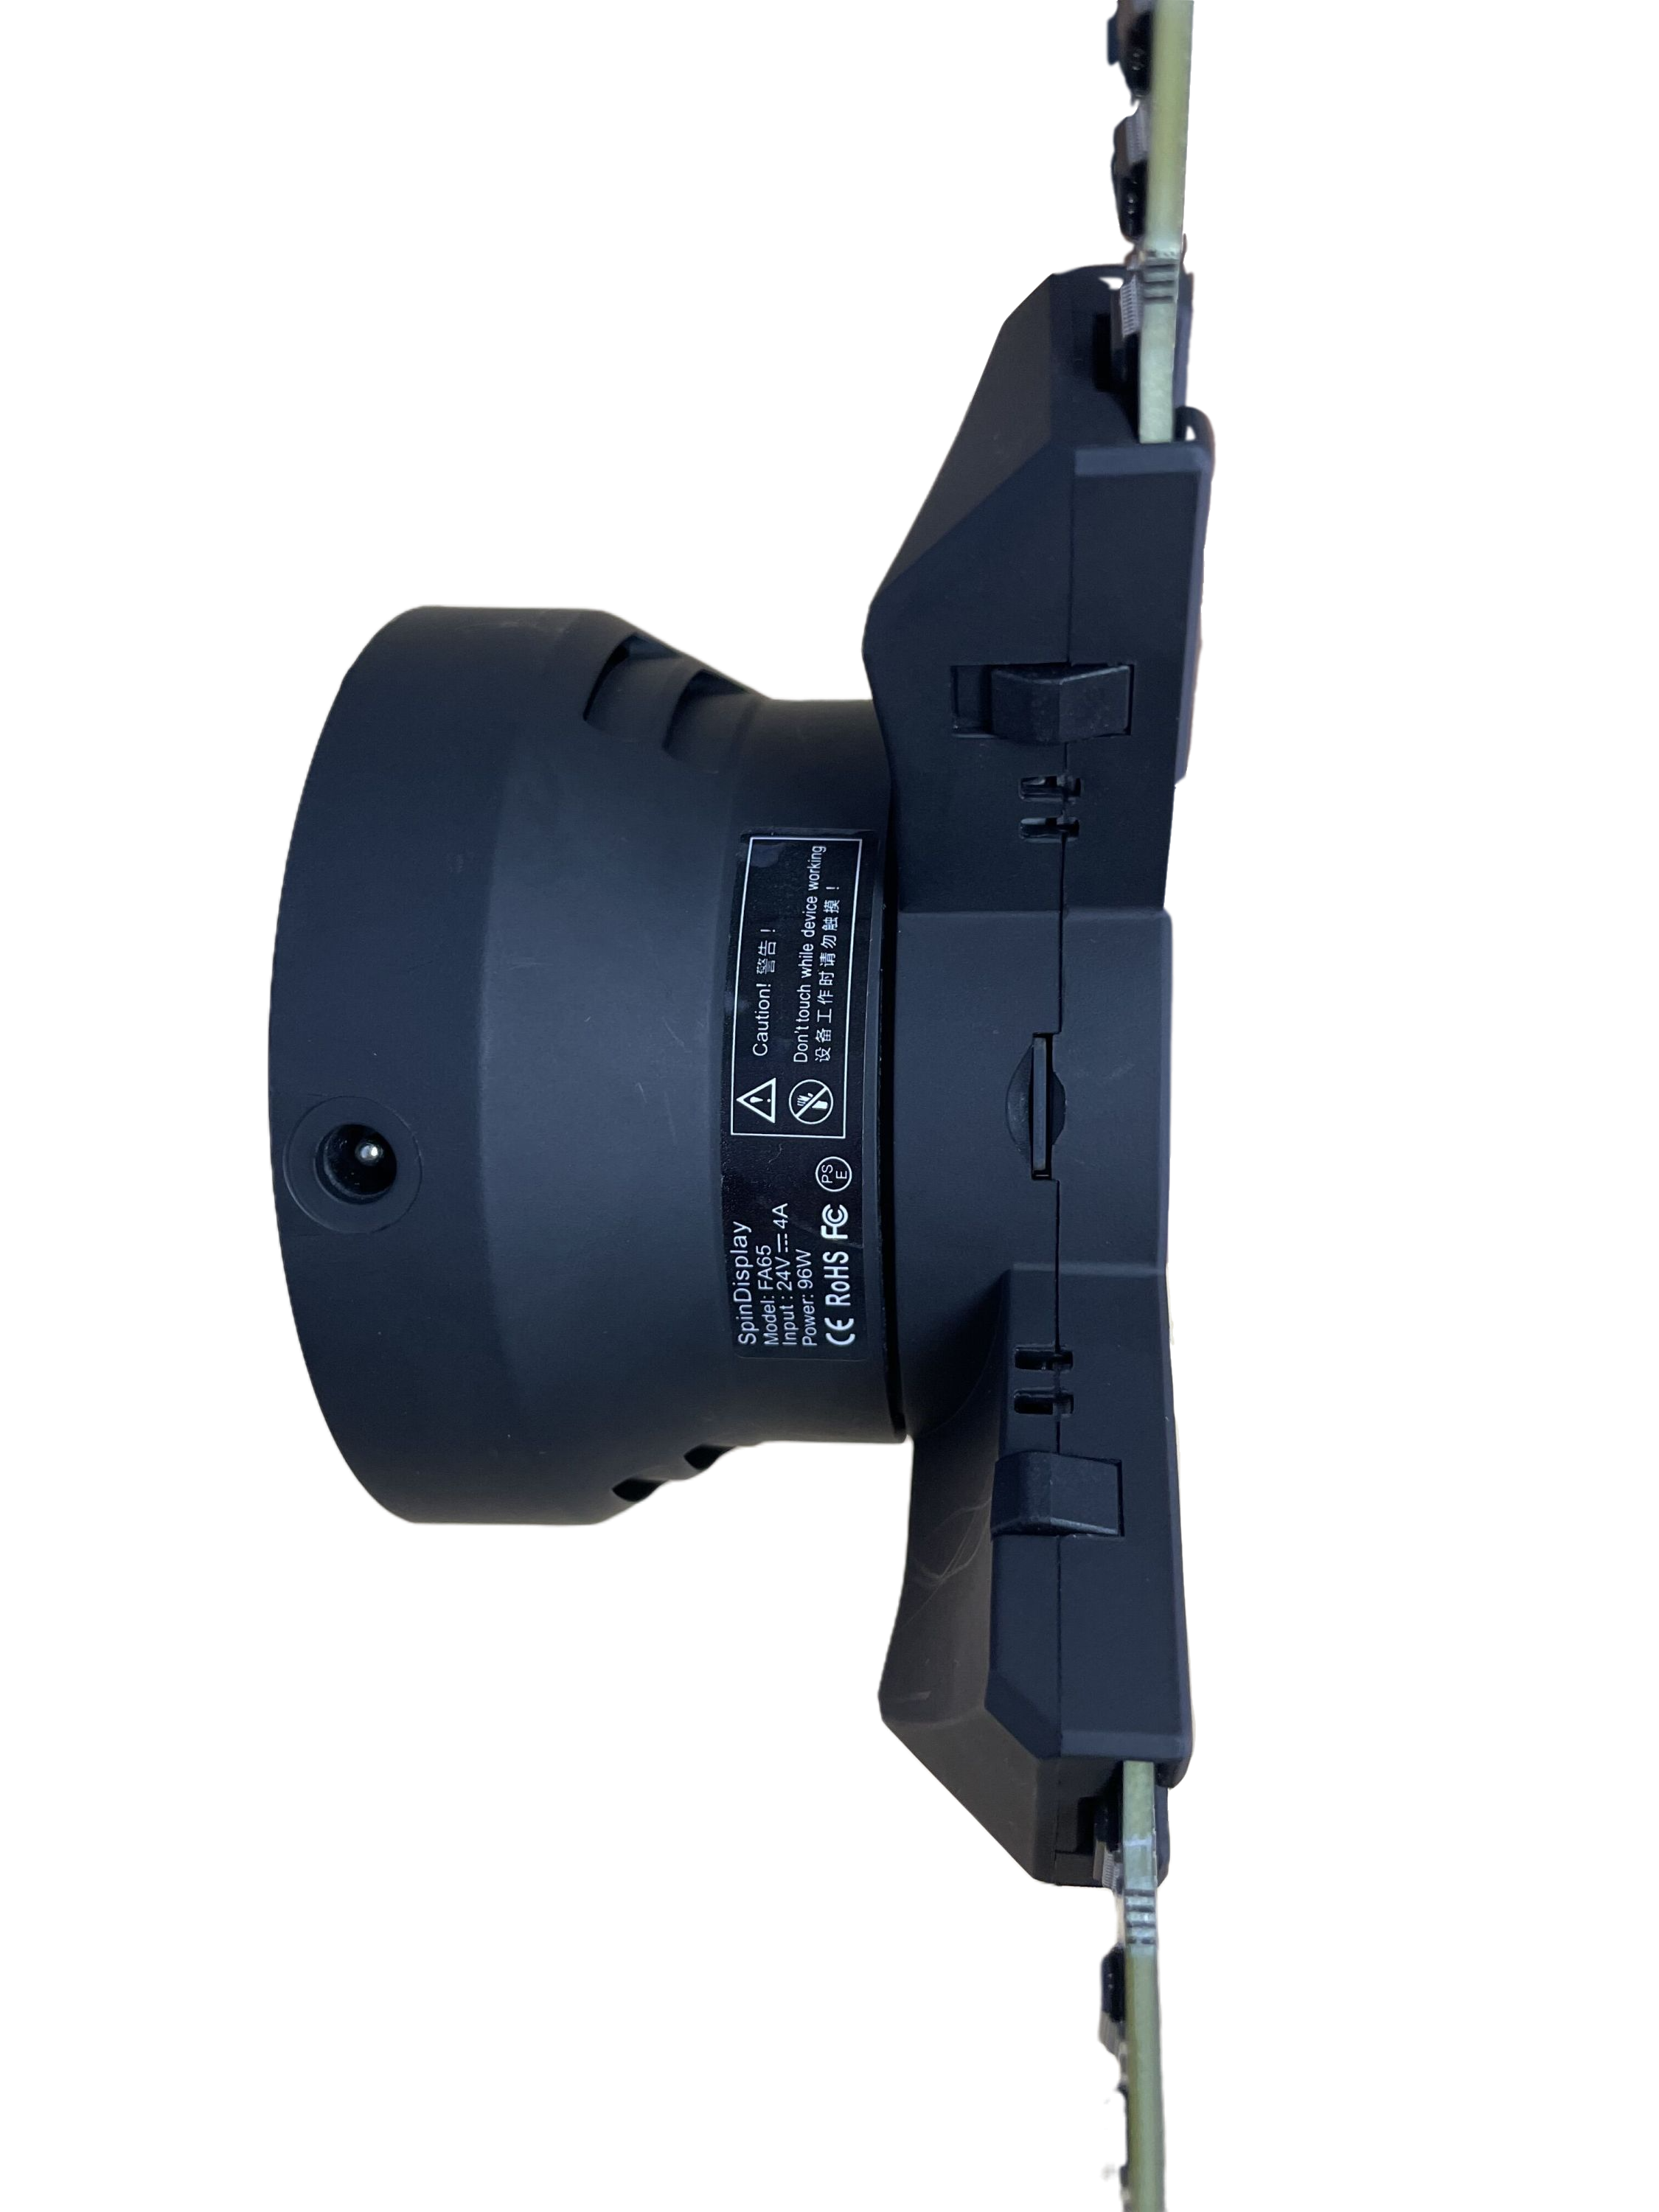 SpinDisplay
Model: FA65
Input : 24V⎓4A
Power: 96W
CE RoHS FC PSE
Caution! 警告！
Don't touch while device working
设备工作时请勿触摸！